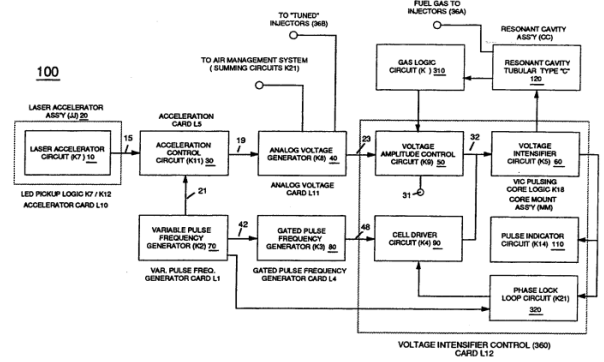 TO "TUNED"
INJECTORS (36B)
FUEL GAS TO
INJECTORS (36A)
RESONANT CAVITY
ASS'Y (CC)
TO AIR MANAGEMENT SYSTEM
( SUMMING CIRCUITS K21)
GAS LOGIC
CIRCUIT (K ) 310
RESONANT CAVITY
TUBULAR TYPE "C"
120
100
LASER ACCELERATOR
ASS'Y (JJ) 20
ACCELERATION
CARD L5
15
19
23
32
LASER ACCELERATOR
CIRCUIT (K7) 10
ACCELERATION
CONTROL
CIRCUIT (K11) 30
ANALOG VOLTAGE
GENERATOR (K8) 40
VOLTAGE
AMPLITUDE CONTROL
CIRCUIT (K9) 50
VOLTAGE
INTENSIFIER
CIRCUIT (K5) 60
LED PICKUP LOGIC K7 / K12
ACCELERATOR CARD L10
21
ANALOG VOLTAGE
CARD L11
31
VIC PULSING
CORE LOGIC K18
CORE MOUNT
ASS'Y (MM)
42
48
VARIABLE PULSE
FREQUENCY
GENERATOR (K2) 70
GATED PULSE
FREQUENCY
GENERATOR (K3) 80
CELL DRIVER
CIRCUIT (K4) 90
PULSE INDICATOR
CIRCUIT (K14) 110
VAR. PULSE FREQ.
GENERATOR CARD L1
GATED PULSE FREQUENCY
GENERATOR CARD L4
PHASE LOCK
LOOP CIRCUIT (K21)
320
VOLTAGE INTENSIFIER CONTROL (360)
CARD L12